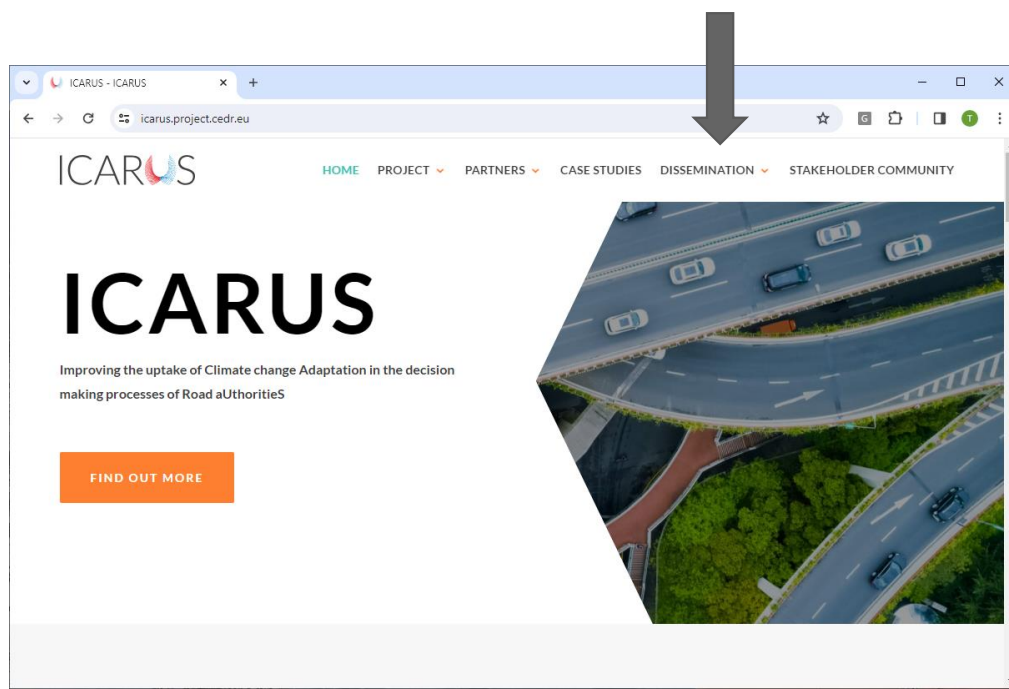 ICARUS - ICARUS
icarus.project.cedr.eu
G
T
ICARUS
HOME PROJECT PARTNERS CASE STUDIES DISSEMINATION STAKEHOLDER COMMUNITY
ICARUS
Improving the uptake of Climate change Adaptation in the decision
making processes of Road aUthoritieS
FIND OUT MORE